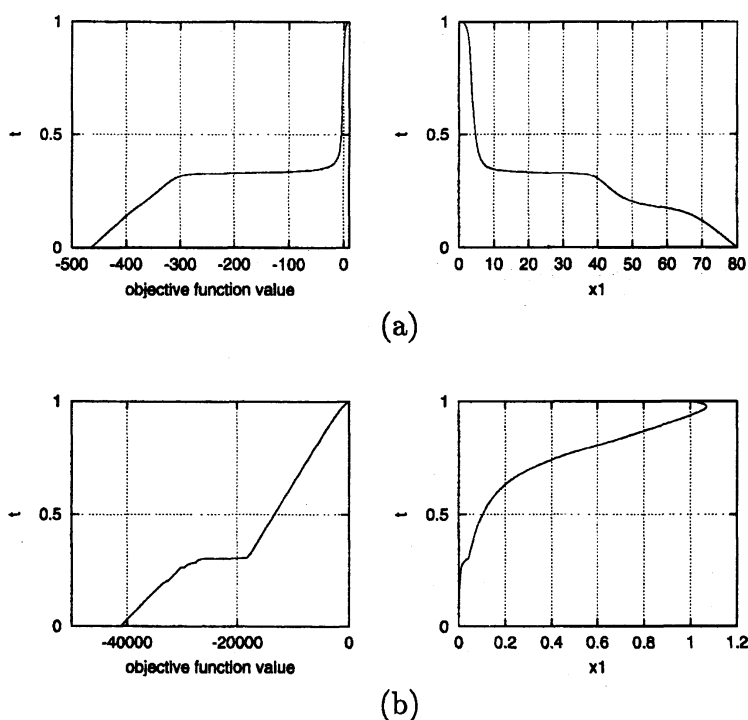 1
0.5
0
t
-500 -400 -300 -200 -100 0
objective function value
1
0.5
0
t
0 10 20 30 40 50 60 70 80
x1
(a)
1
0.5
0
t
-40000 -20000 0
objective function value
1
0.5
0
t
0 0.2 0.4 0.6 0.8 1 1.2
x1
(b)